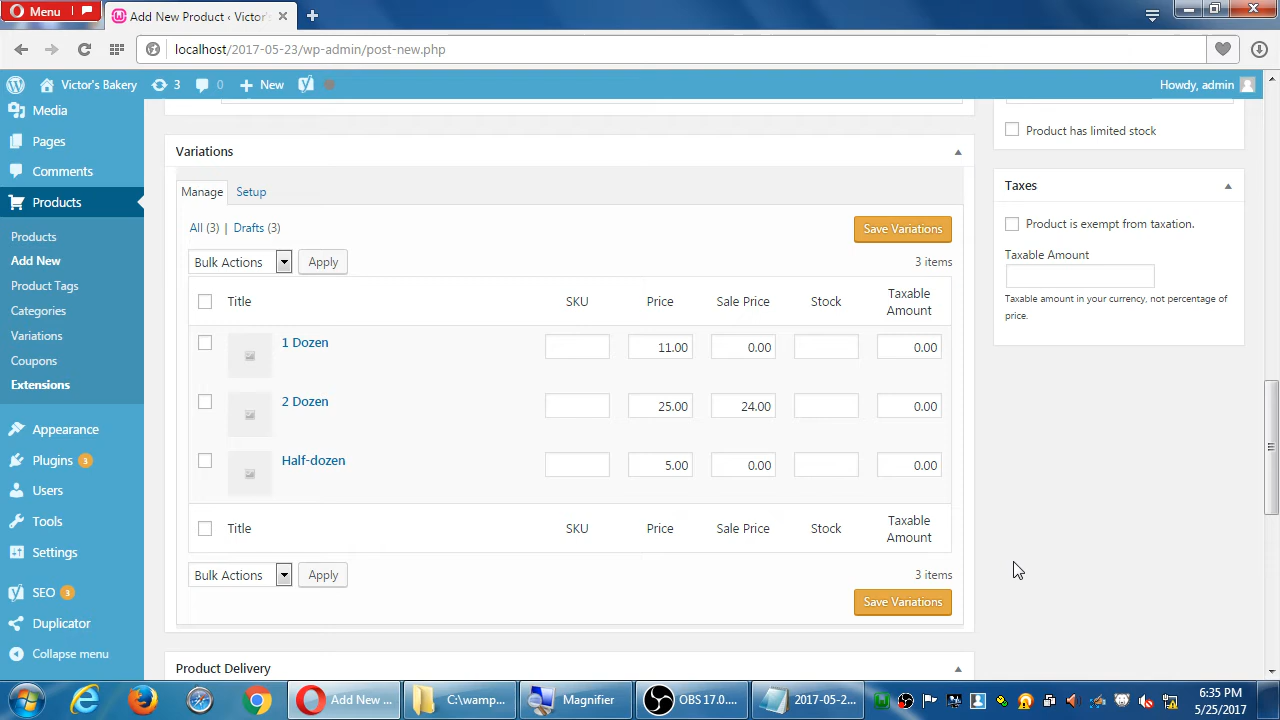 Menu
Add New Product ‹ Victor's
localhost/2017-05-23/wp-admin/post-new.php
Victor's Bakery
3
0
New
Howdy, admin
Media
Pages
Comments
Products
Products
Add New
Product Tags
Categories
Variations
Coupons
Extensions
Appearance
Plugins 3
Users
Tools
Settings
SEO 3
Duplicator
Collapse menu
Variations
Manage
Setup
All (3) | Drafts (3)
Save Variations
Bulk Actions
Apply
3 items
Title
SKU
Price
Sale Price
Stock
Taxable
Amount
1 Dozen
11.00
0.00
0.00
2 Dozen
25.00
24.00
0.00
Half-dozen
5.00
0.00
0.00
Title
SKU
Price
Sale Price
Stock
Taxable
Amount
Bulk Actions
Apply
3 items
Save Variations
Product Delivery
Product has limited stock
Taxes
Product is exempt from taxation.
Taxable Amount
Taxable amount in your currency, not percentage of
price.
Add New ...
C:\wamp...
Magnifier
OBS 17.0....
2017-05-2...
6:35 PM
5/25/2017